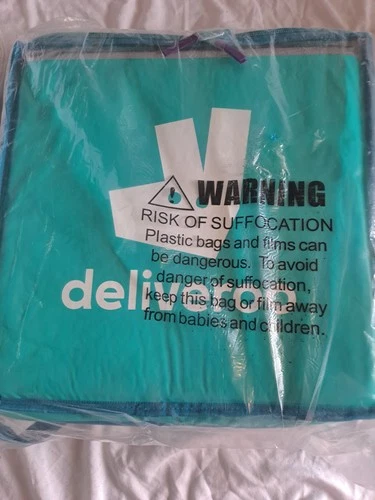 WARNING
RISK OF SUFFOCATION
Plastic bags and films can
be dangerous. To avoid
danger of suffocation,
keep this bag or film away
from babies and children.
deliveroo